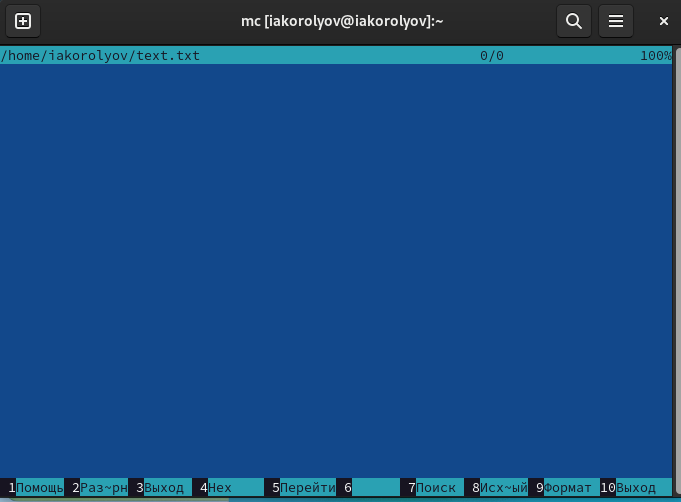 mc [iakorolyov@iakorolyov]:~
/home/iakorolyov/text.txt 0/0 100%
1Помощь 2Раз~рн 3Выход 4Hex 5Перейти 6 7Поиск 8Исх~ый 9Формат 10Выход